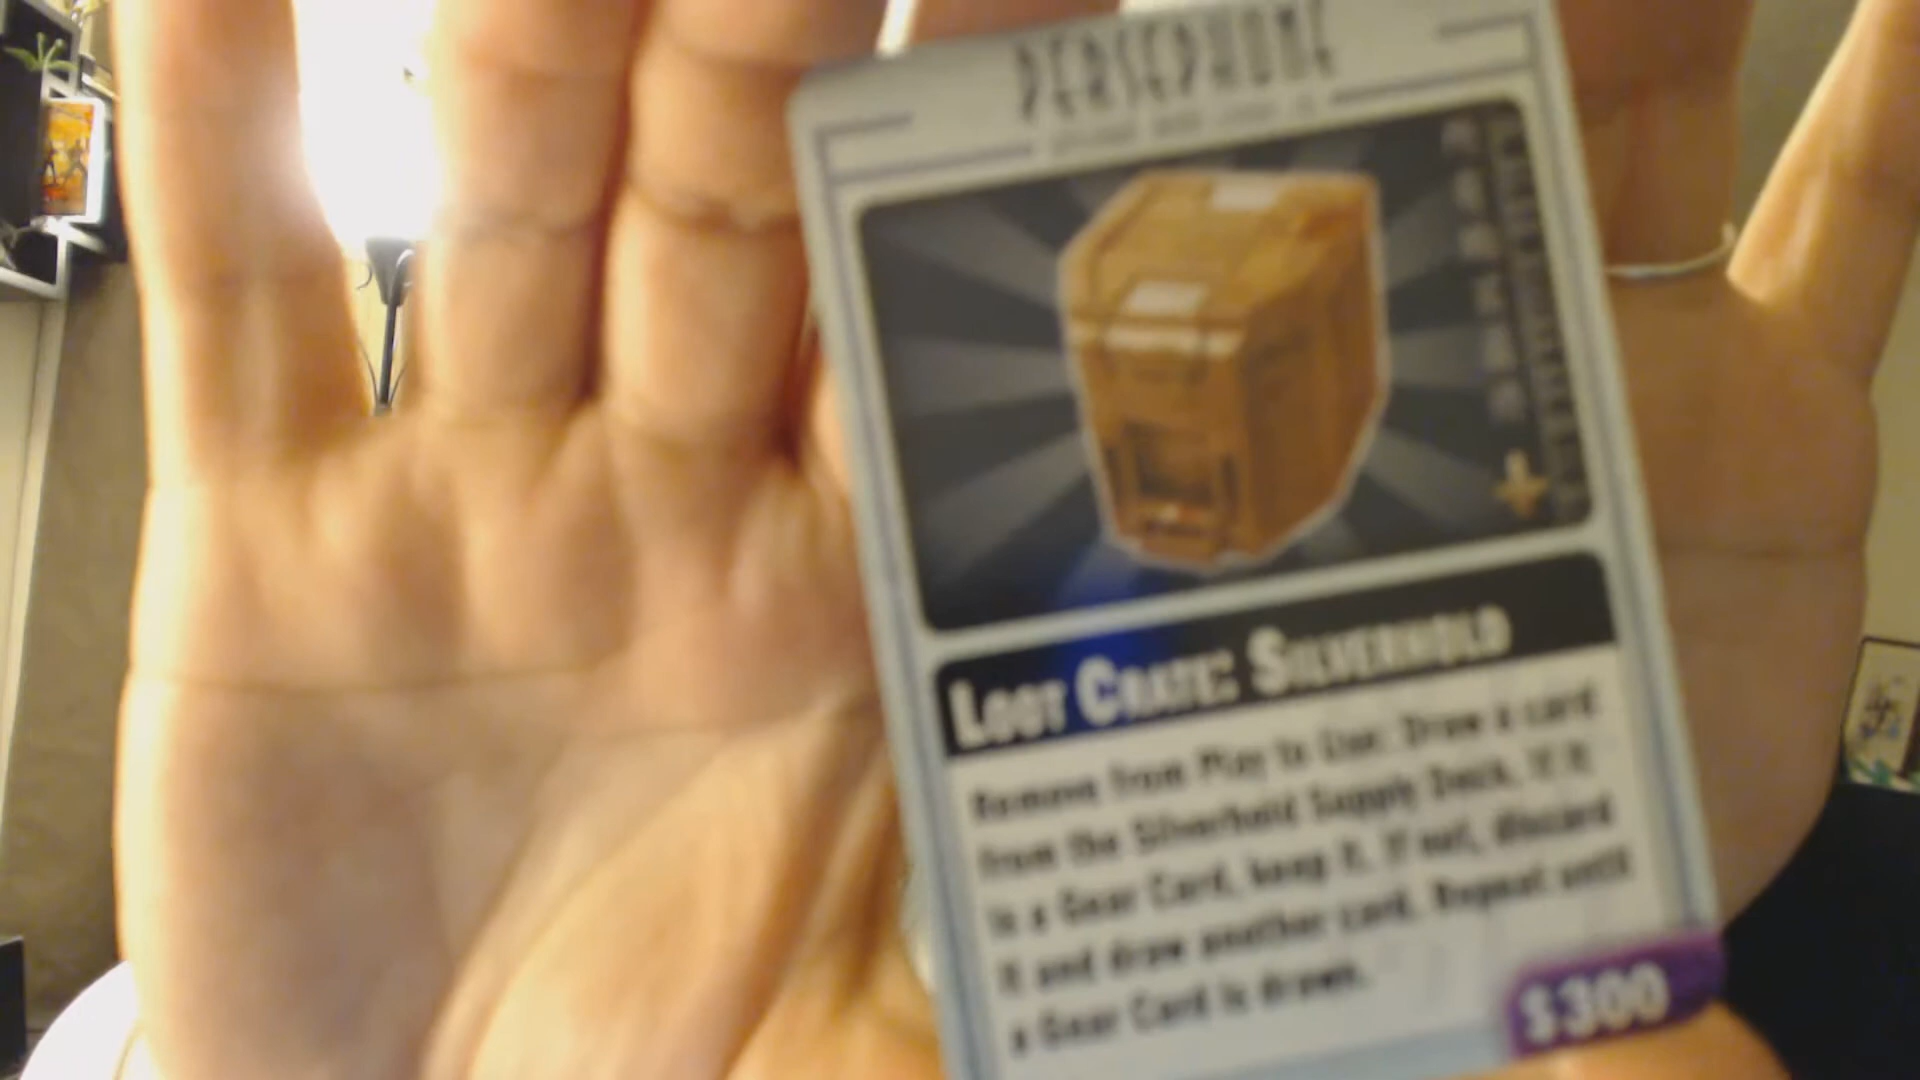 PERSEPHONE
LOOT CRATE: SILVERHOLD
Remove from Play to Use: Draw a card
from the Silverhold Supply Deck. If it
is a Gear Card, keep it. If not, discard
it and draw another card. Repeat until
a Gear Card is drawn.
$300